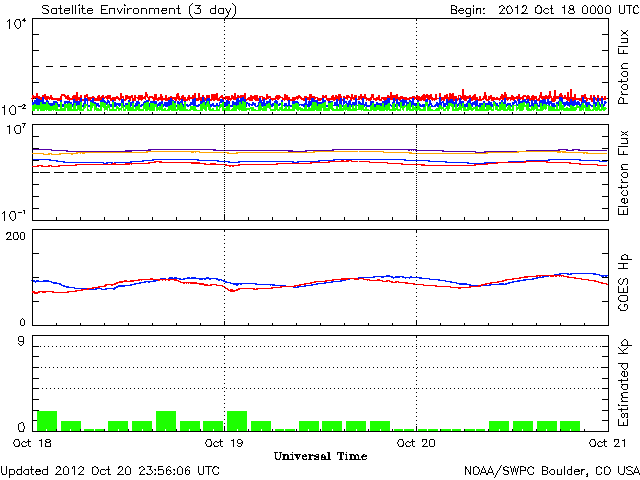 Satellite Environment (3 day) Begin: 2012 Oct 18 0000 UTC
10⁴
10⁻²
Proton Flux
10⁷
10⁻¹
Electron Flux
200
0
GOES Hp
9
0
Estimated Kp
Oct 18 Oct 19 Oct 20 Oct 21
Universal Time
Updated 2012 Oct 20 23:56:06 UTC NOAA/SWPC Boulder, CO USA